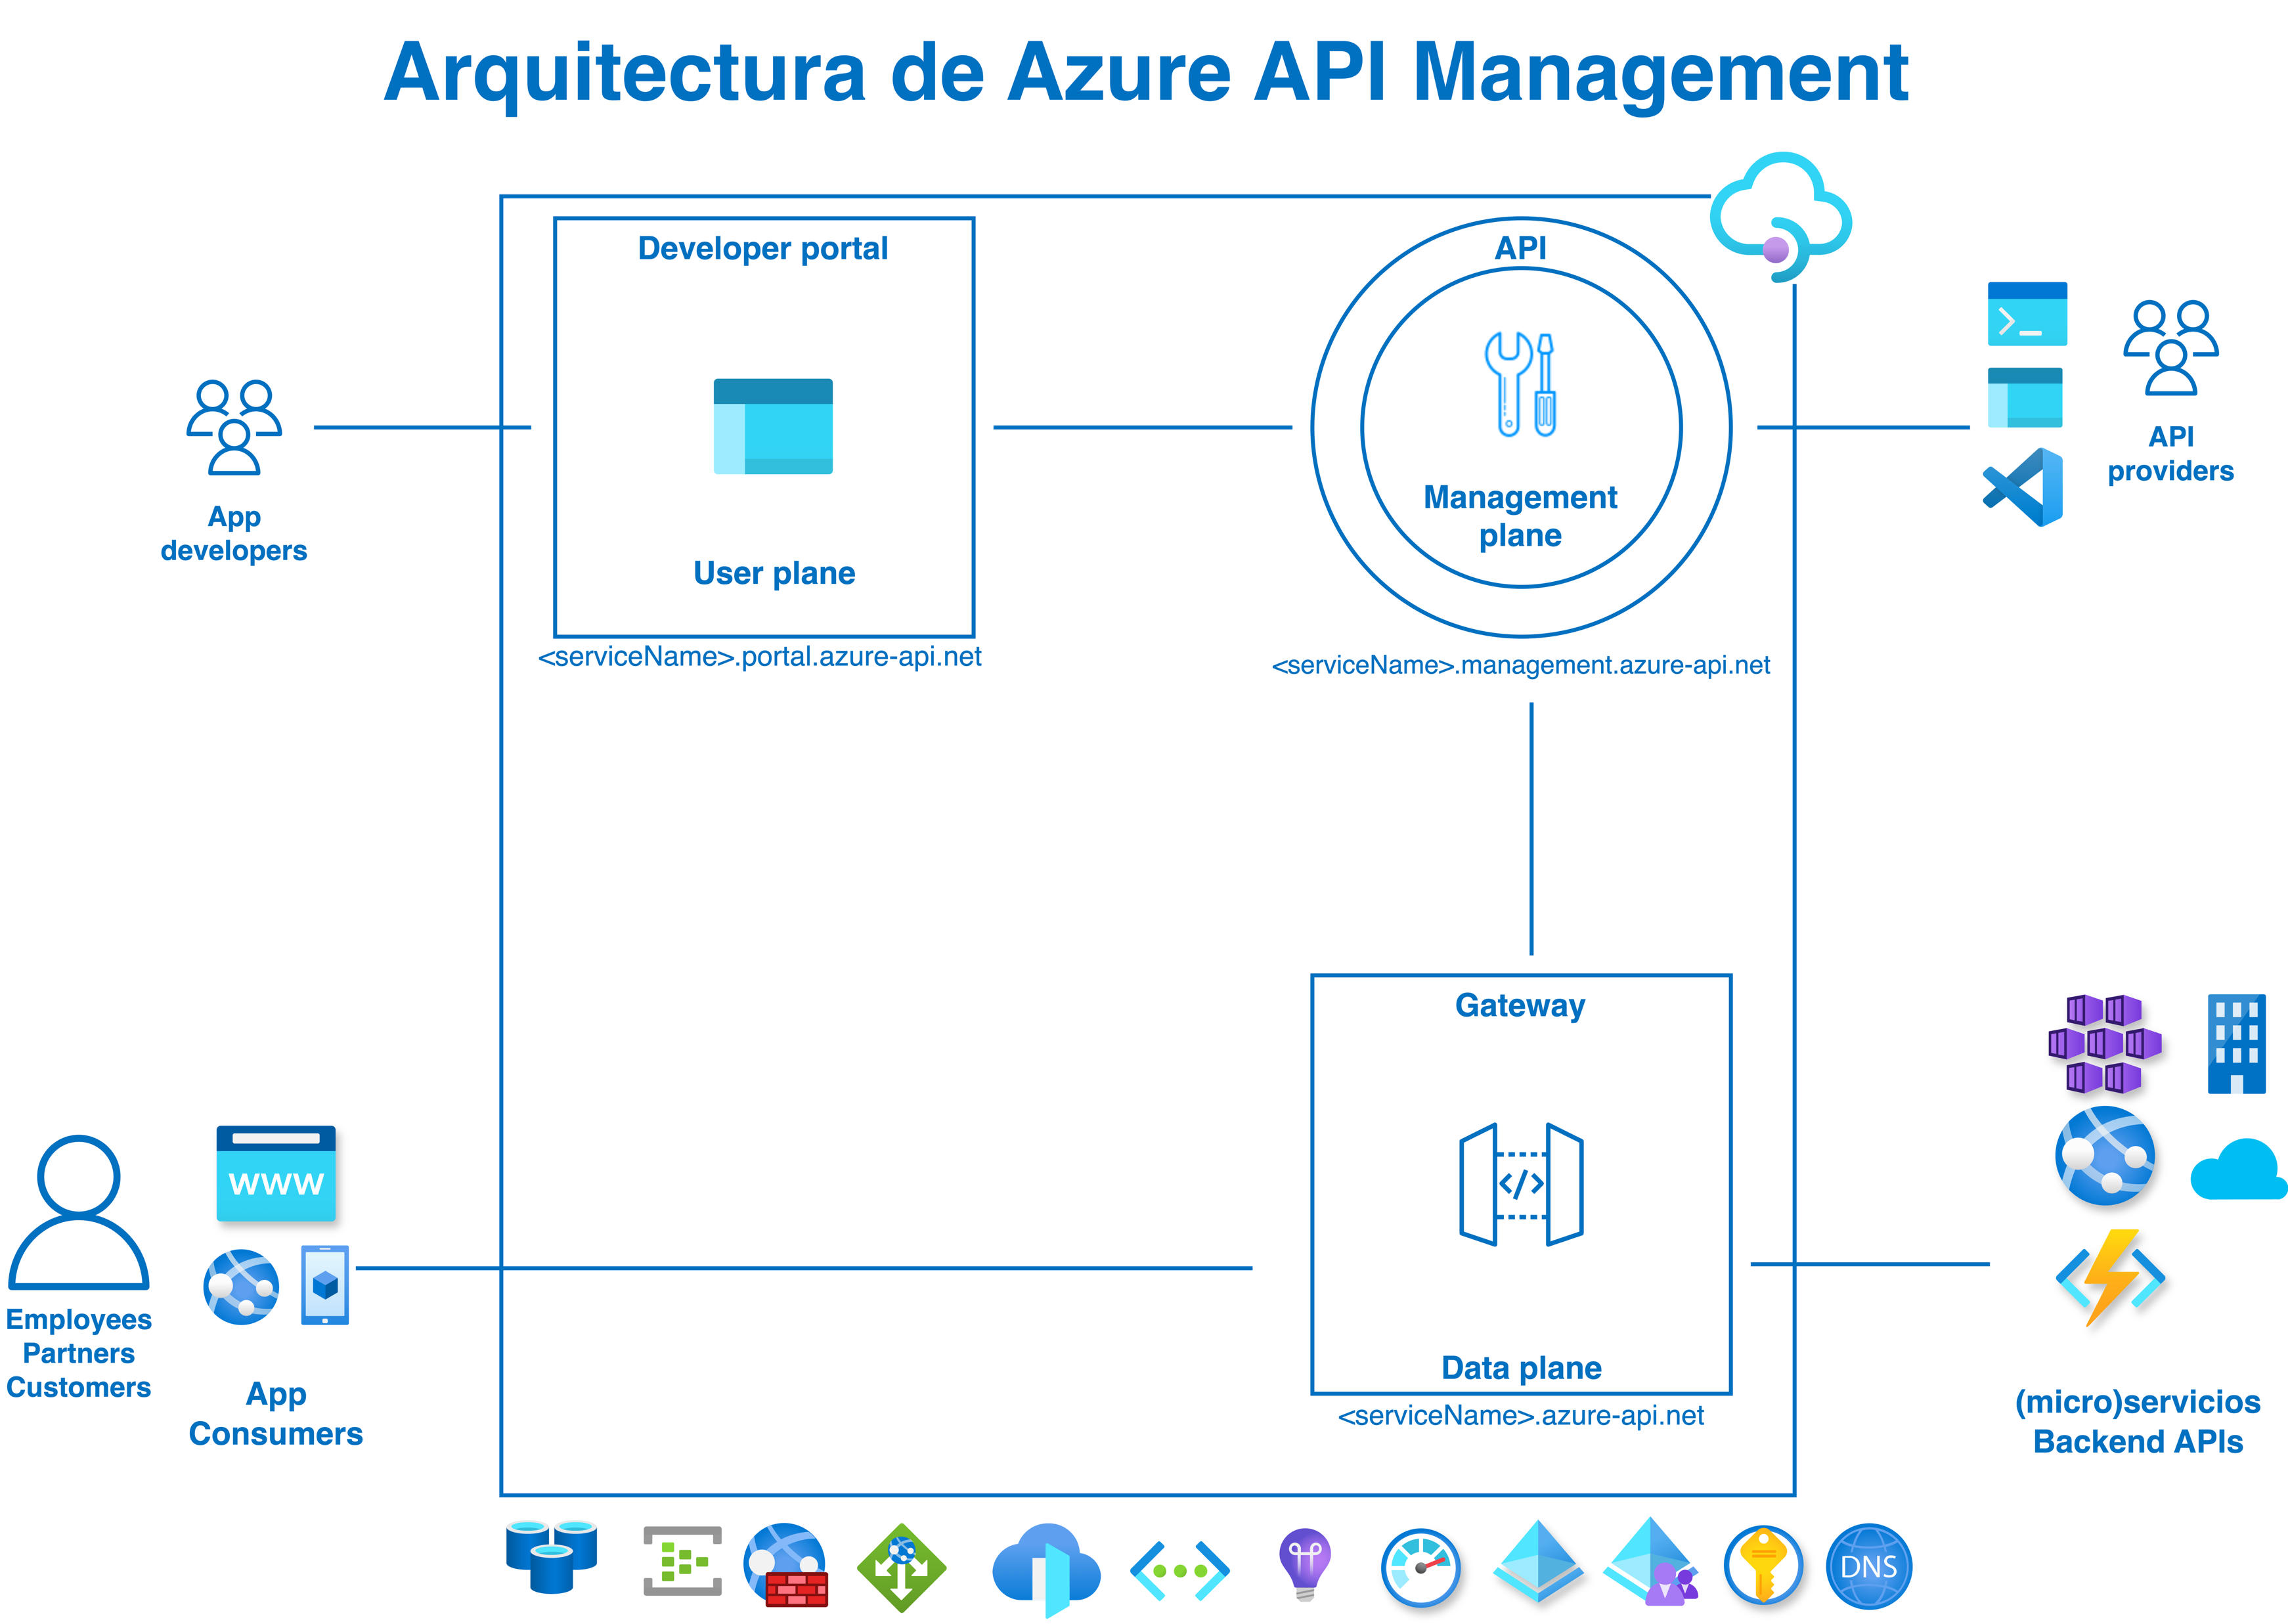 Arquitectura de Azure API Management
Developer portal
API
Management
plane
User plane
<serviceName>.portal.azure-api.net
<serviceName>.management.azure-api.net
App
developers
API
providers
Gateway
Data plane
<serviceName>.azure-api.net
WWW
Employees
Partners
Customers
App
Consumers
(micro)servicios
Backend APIs
DNS